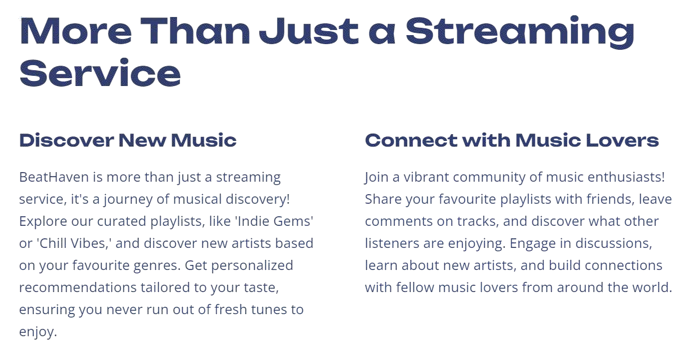 More Than Just a Streaming
Service
Discover New Music
BeatHaven is more than just a streaming
service, it's a journey of musical discovery!
Explore our curated playlists, like 'Indie Gems'
or 'Chill Vibes,' and discover new artists based
on your favourite genres. Get personalized
recommendations tailored to your taste,
ensuring you never run out of fresh tunes to
enjoy.
Connect with Music Lovers
Join a vibrant community of music enthusiasts!
Share your favourite playlists with friends, leave
comments on tracks, and discover what other
listeners are enjoying. Engage in discussions,
learn about new artists, and build connections
with fellow music lovers from around the world.